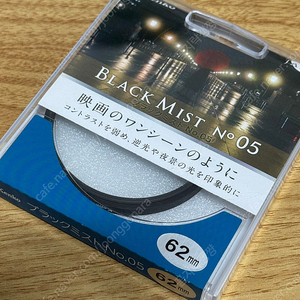 BLACK MIST No 05
映画のワンシーンのように
コントラストを弱め、逆光や夜景の光を印象的に
62mm
ブラックミスト No.05
62mm